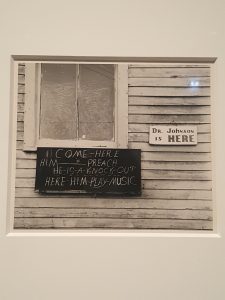 COME-HERE
HIM PREACH
HE-IS-A-KNOCK-OUT
HERE-HIM-PLAY-MUSIC
DR. JOHNSON
IS HERE